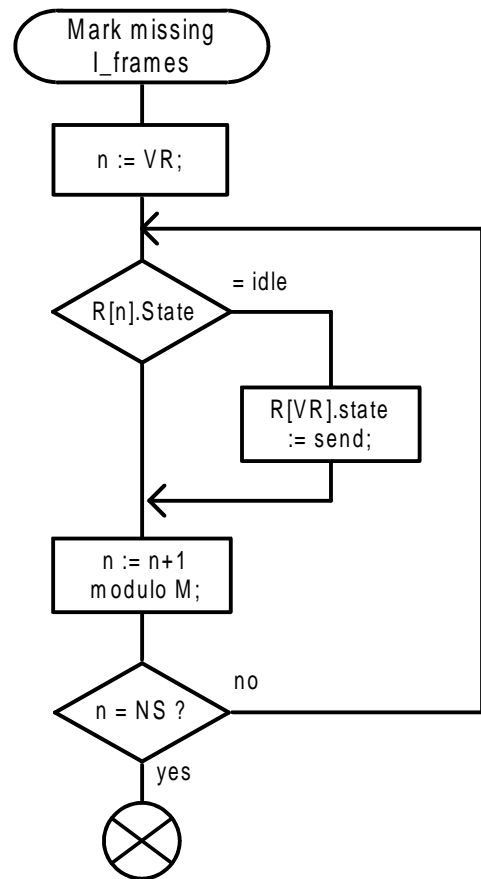 Mark missing
I_frames
n := VR;
= idle
R[n].State
R[VR].state
:= send;
n := n+1
modulo M;
no
n = NS ?
yes